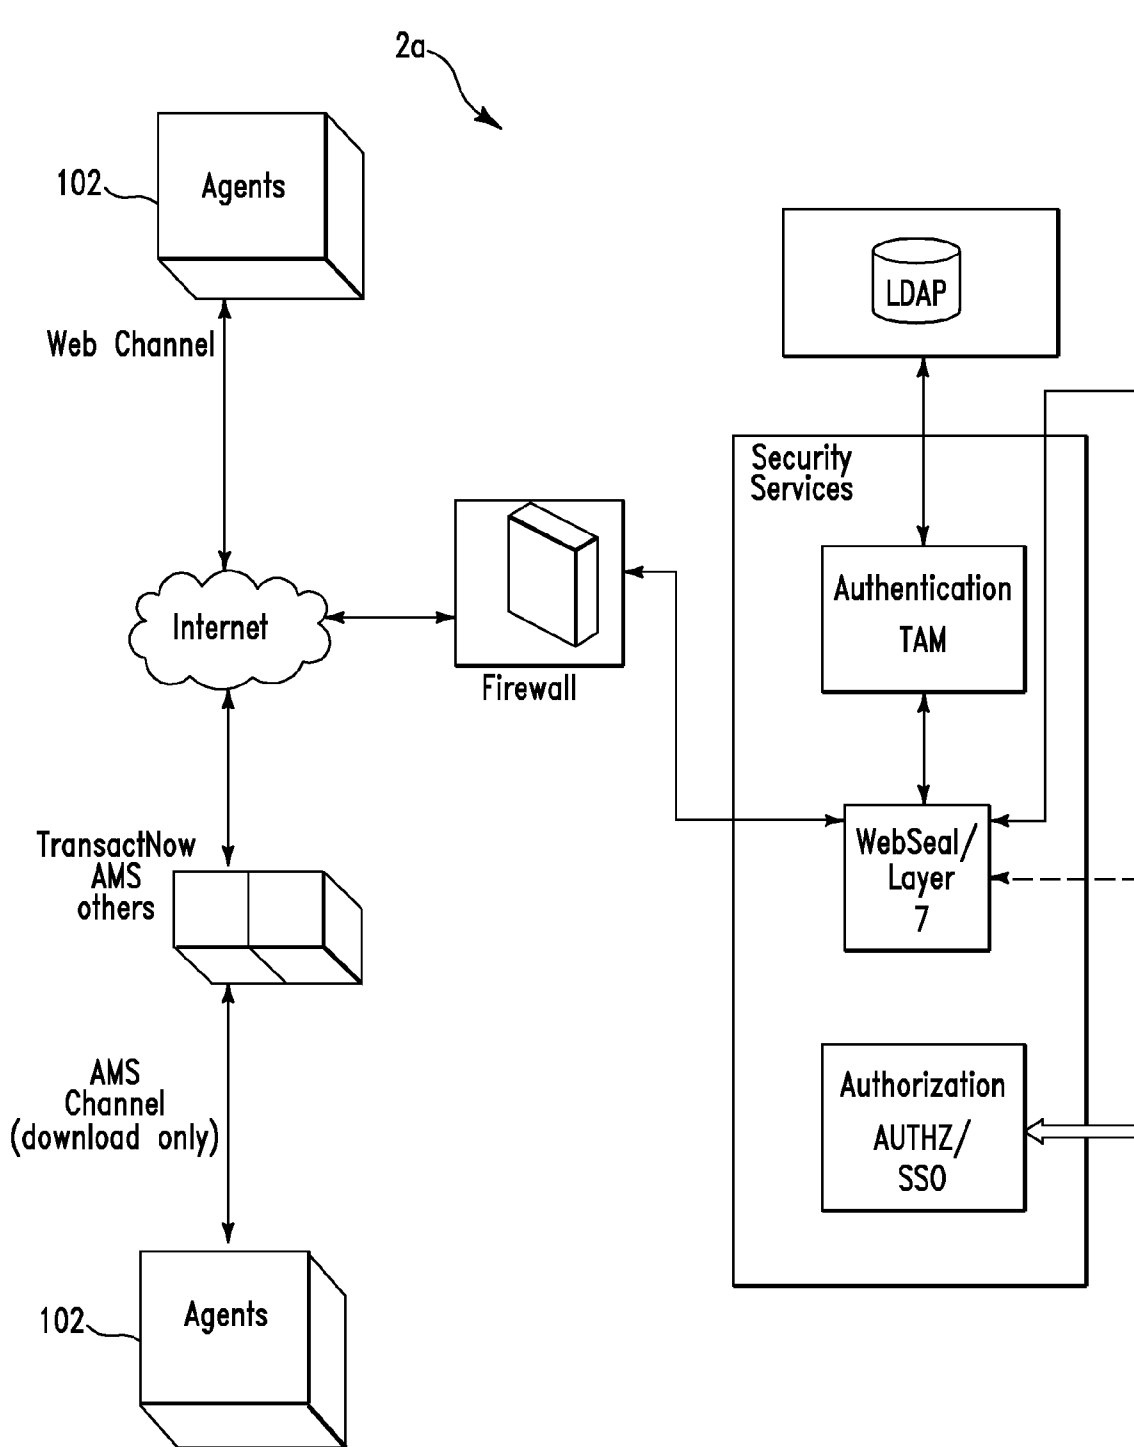 2a
102
Agents
Web Channel
LDAP
Security
Services
Authentication
TAM
Internet
Firewall
WebSeal/
Layer
7
TransactNow
AMS
others
AMS
Channel
(download only)
Authorization
AUTHZ/
SSO
102
Agents